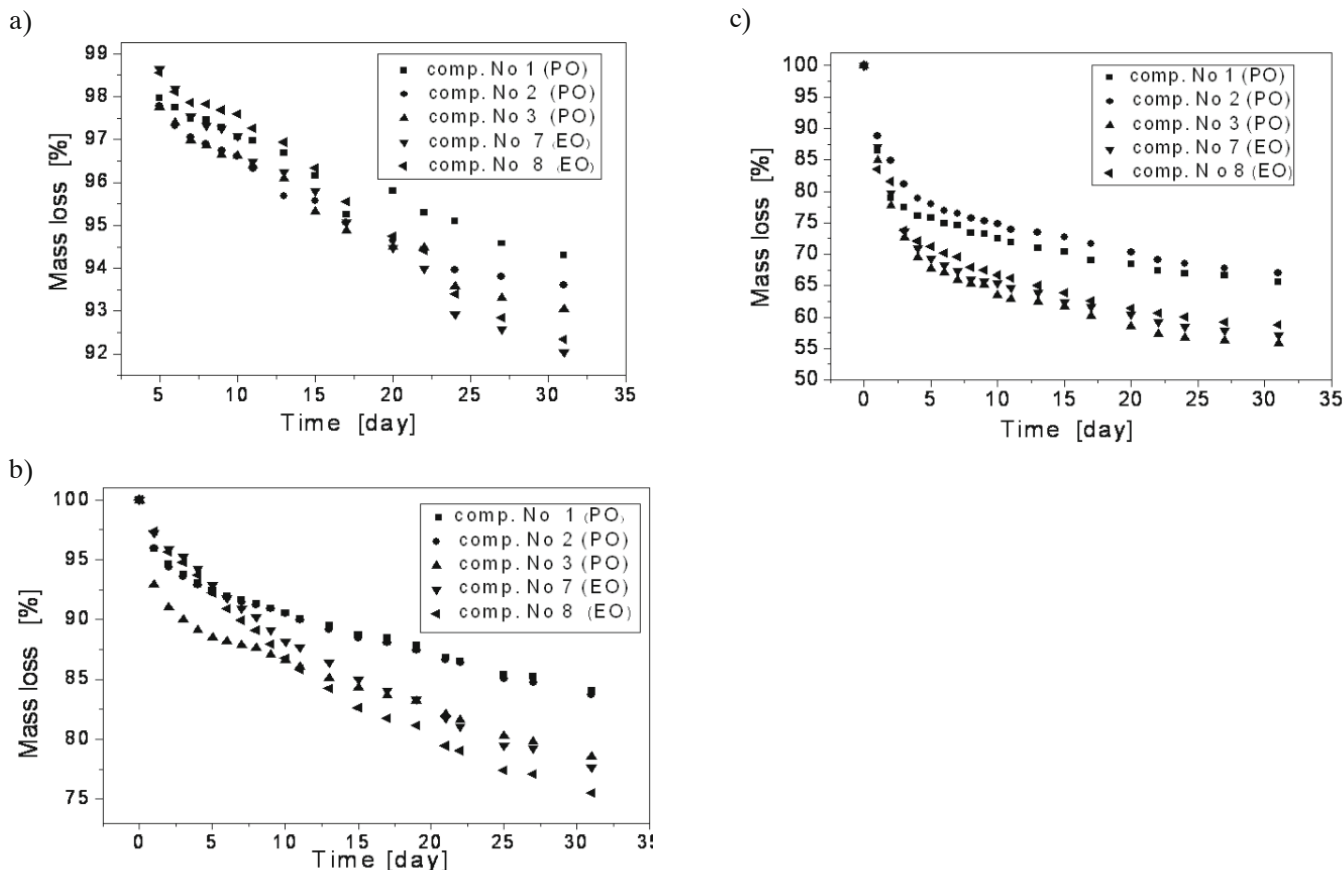 a)
99
98
97
96
95
94
93
92
Mass loss [%]
comp. No 1 (PO)
comp. No 2 (PO)
comp. No 3 (PO)
comp. No 7 (EO)
comp. No 8 (EO)
5 10 15 20 25 30 35
Time [day]
b)
100
95
90
85
80
75
Mass loss [%]
comp. No 1 (PO)
comp. No 2 (PO)
comp. No 3 (PO)
comp. No 7 (EO)
comp. No 8 (EO)
0 5 10 15 20 25 30 35
Time [day]
c)
100
95
90
85
80
75
70
65
60
55
50
Mass loss [%]
comp. No 1 (PO)
comp. No 2 (PO)
comp. No 3 (PO)
comp. No 7 (EO)
comp. No 8 (EO)
0 5 10 15 20 25 30 35
Time [day]